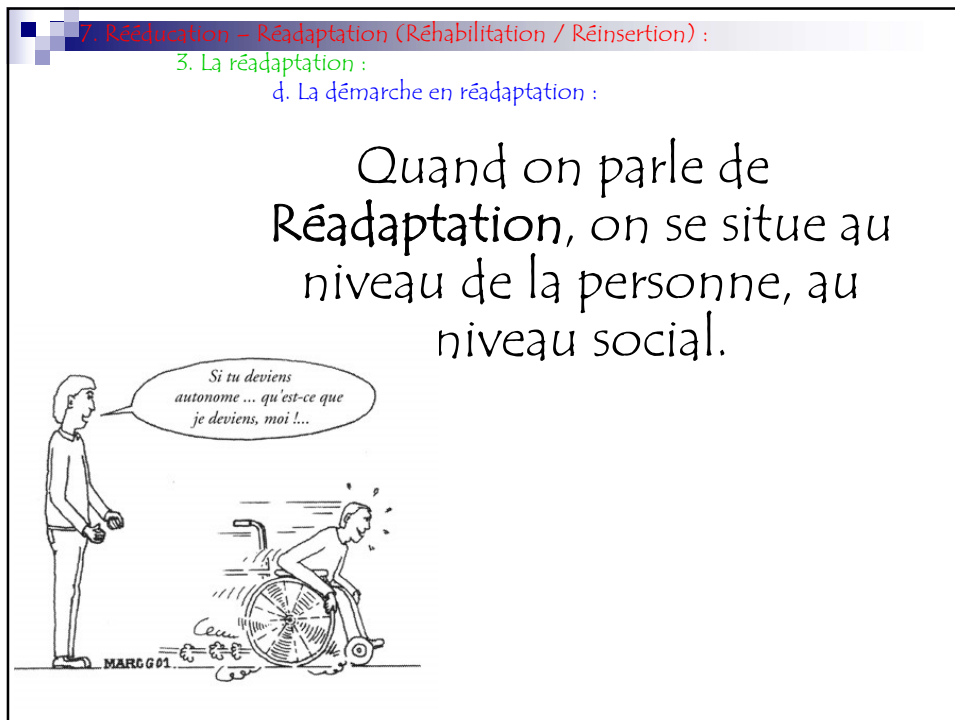 7. Rééducation – Réadaptation (Réhabilitation / Réinsertion) :
3. La réadaptation :
d. La démarche en réadaptation :
Quand on parle de
Réadaptation, on se situe au
niveau de la personne, au
niveau social.
Si tu deviens
autonome ... qu'est-ce que
je deviens, moi !...
MARC G01